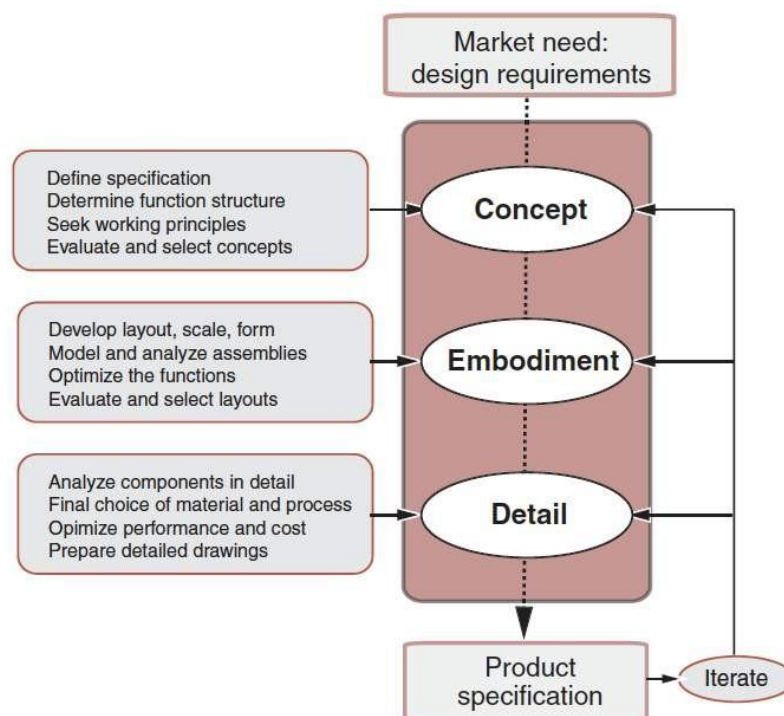 Market need:
design requirements
Define specification
Determine function structure
Seek working principles
Evaluate and select concepts
Concept
Develop layout, scale, form
Model and analyze assemblies
Optimize the functions
Evaluate and select layouts
Embodiment
Analyze components in detail
Final choice of material and process
Opimize performance and cost
Prepare detailed drawings
Detail
Product
specification
Iterate